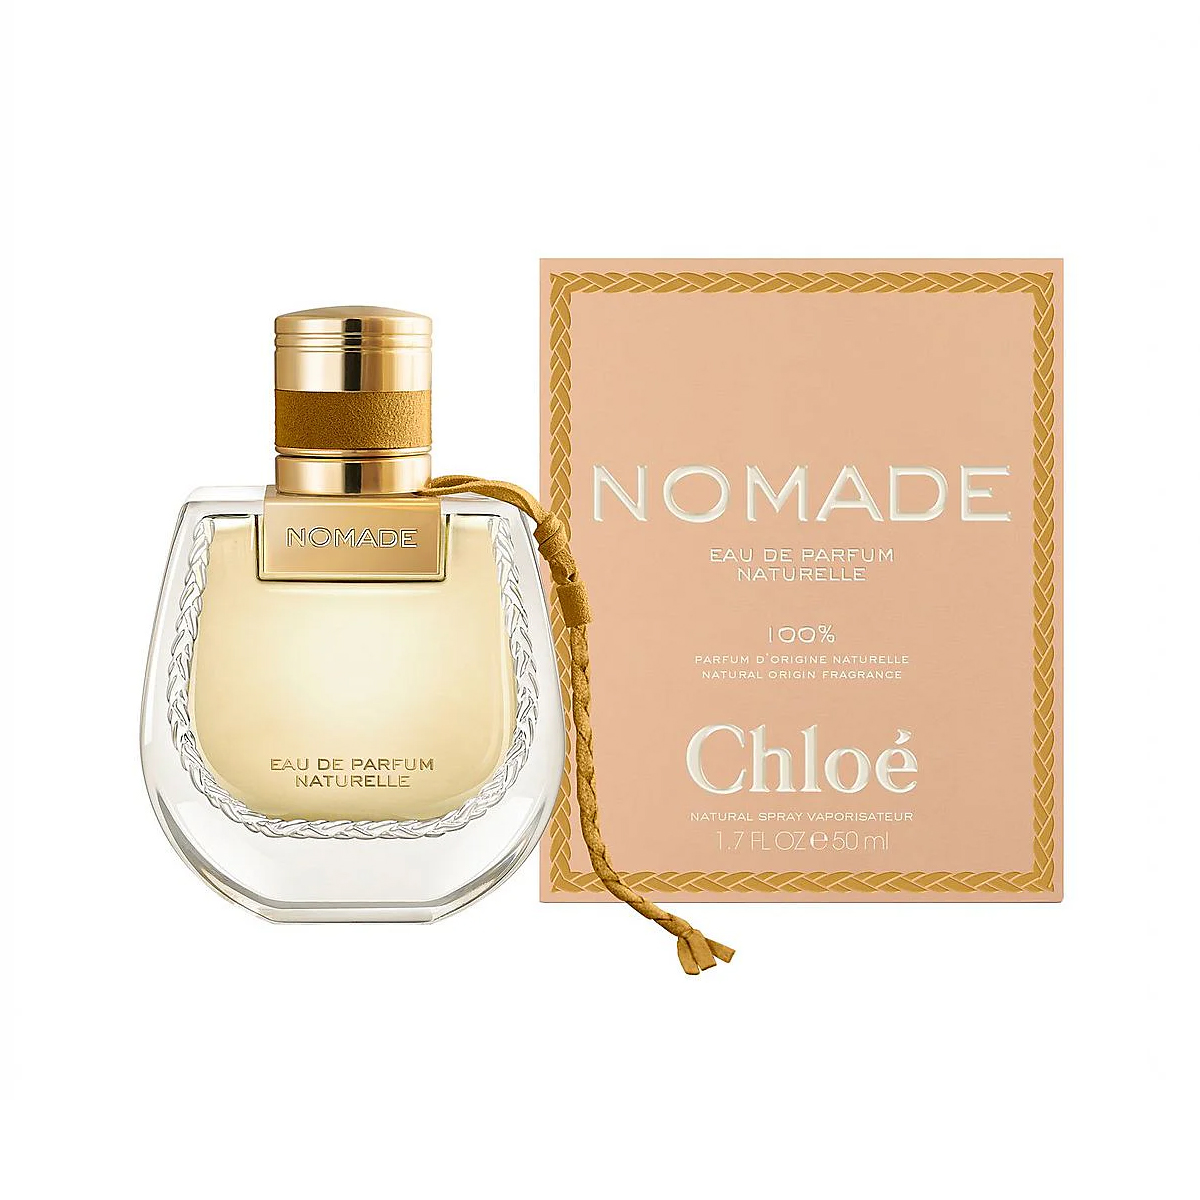 NOMADE
EAU DE PARFUM
NATURELLE
NOMADE
EAU DE PARFUM
NATURELLE
100%
PARFUM D'ORIGINE NATURELLE
NATURAL ORIGIN FRAGRANCE
Chloé
NATURAL SPRAY VAPORISATEUR
1.7 FL OZ ℮ 50 ml